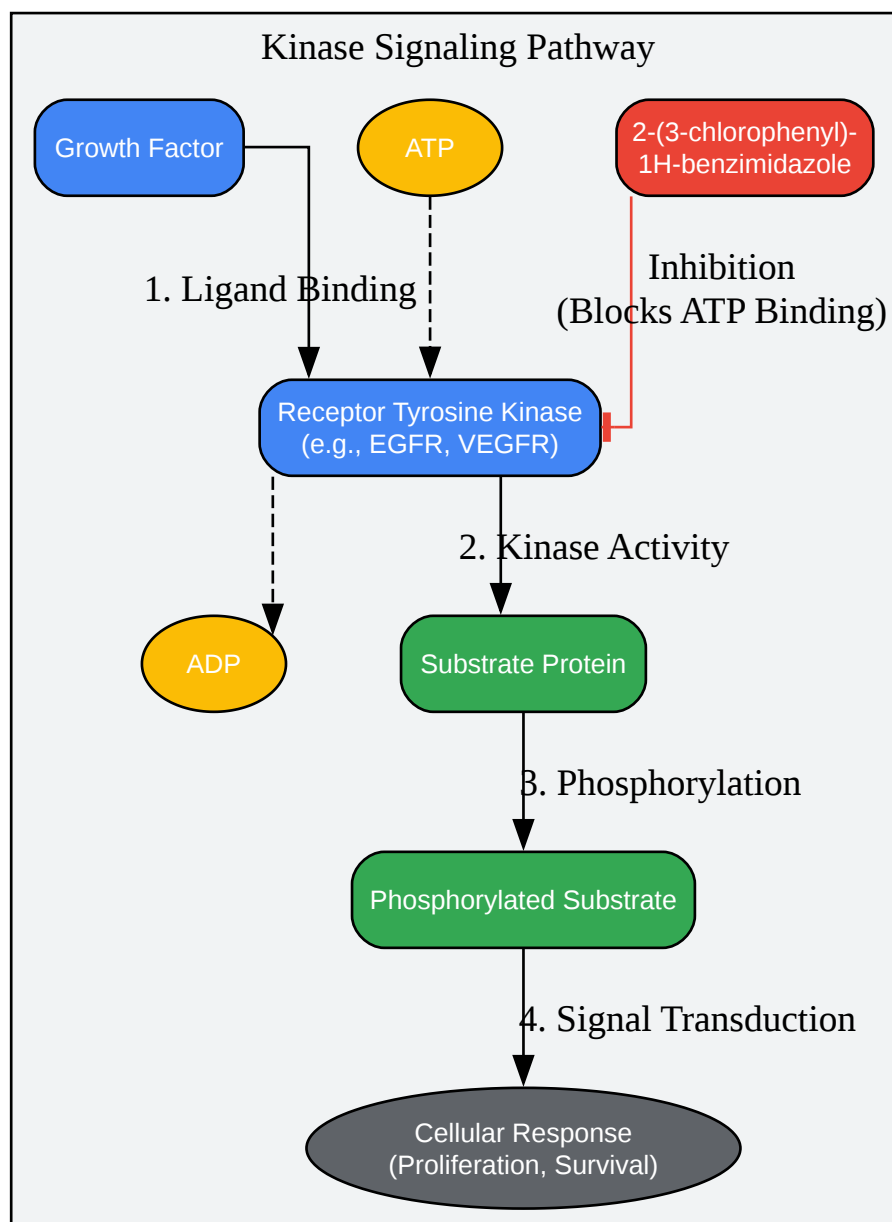 Kinase Signaling Pathway
Growth Factor
ATP
2-(3-chlorophenyl)-
1H-benzimidazole
1. Ligand Binding
Inhibition
(Blocks ATP Binding)
Receptor Tyrosine Kinase
(e.g., EGFR, VEGFR)
2. Kinase Activity
ADP
Substrate Protein
3. Phosphorylation
Phosphorylated Substrate
4. Signal Transduction
Cellular Response
(Proliferation, Survival)